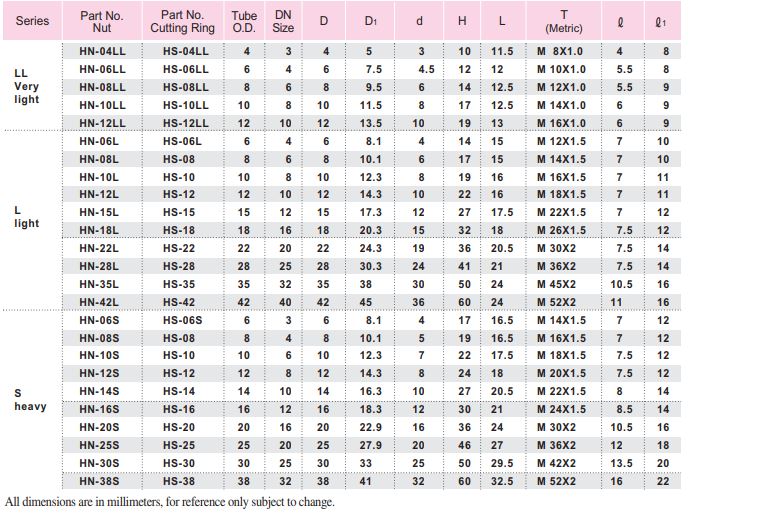 Series Part No. Nut Part No. Cutting Ring Tube O.D. DN Size D D1 d H L T (Metric) ℓ ℓ1
LL Very light
HN-04LL HS-04LL 4 3 4 5 3 10 11.5 M 8X1.0 4 8
HN-06LL HS-06LL 6 4 6 7.5 4.5 12 12 M 10X1.0 5.5 8
HN-08LL HS-08LL 8 6 8 9.5 6 14 12.5 M 12X1.0 5.5 9
HN-10LL HS-10LL 10 8 10 11.5 8 17 12.5 M 14X1.0 6 9
HN-12LL HS-12LL 12 10 12 13.5 10 19 13 M 16X1.0 6 9
L light
HN-06L HS-06L 6 4 6 8.1 4 14 15 M 12X1.5 7 10
HN-08L HS-08 8 6 8 10.1 6 17 15 M 14X1.5 7 10
HN-10L HS-10 10 8 10 12.3 8 19 16 M 16X1.5 7 11
HN-12L HS-12 12 10 12 14.3 10 22 16 M 18X1.5 7 11
HN-15L HS-15 15 12 15 17.3 12 27 17.5 M 22X1.5 7 12
HN-18L HS-18 18 16 18 20.3 15 32 18 M 26X1.5 7.5 12
HN-22L HS-22 22 20 22 24.3 19 36 20.5 M 30X2 7.5 14
HN-28L HS-28 28 25 28 30.3 24 41 21 M 36X2 7.5 14
HN-35L HS-35 35 32 35 38 30 50 24 M 45X2 10.5 16
HN-42L HS-42 42 40 42 45 36 60 24 M 52X2 11 16
S heavy
HN-06S HS-06S 6 3 6 8.1 4 17 16.5 M 14X1.5 7 12
HN-08S HS-08 8 4 8 10.1 5 19 16.5 M 16X1.5 7 12
HN-10S HS-10 10 6 10 12.3 7 22 17.5 M 18X1.5 7.5 12
HN-12S HS-12 12 8 12 14.3 8 24 18 M 20X1.5 7.5 12
HN-14S HS-14 14 10 14 16.3 10 27 20.5 M 22X1.5 8 14
HN-16S HS-16 16 12 16 18.3 12 30 21 M 24X1.5 8.5 14
HN-20S HS-20 20 16 20 22.9 16 36 24 M 30X2 10.5 16
HN-25S HS-25 25 20 25 27.9 20 46 27 M 36X2 12 18
HN-30S HS-30 30 25 30 33 25 50 29.5 M 42X2 13.5 20
HN-38S HS-38 38 32 38 41 32 60 32.5 M 52X2 16 22
All dimensions are in millimeters, for reference only subject to change.